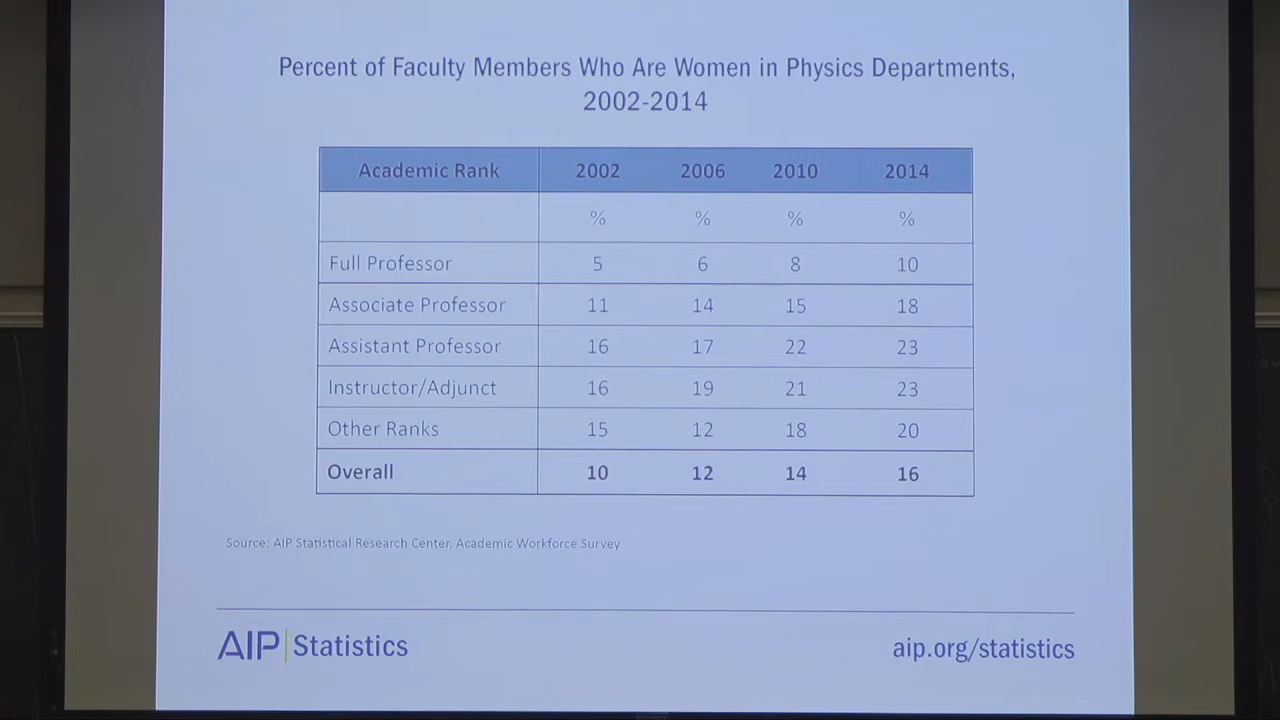 Percent of Faculty Members Who Are Women in Physics Departments,
2002-2014
Academic Rank 2002 2006 2010 2014
% % % %
Full Professor 5 6 8 10
Associate Professor 11 14 15 18
Assistant Professor 16 17 22 23
Instructor/Adjunct 16 19 21 23
Other Ranks 15 12 18 20
Overall 10 12 14 16
Source: AIP Statistical Research Center, Academic Workforce Survey
AIP Statistics aip.org/statistics